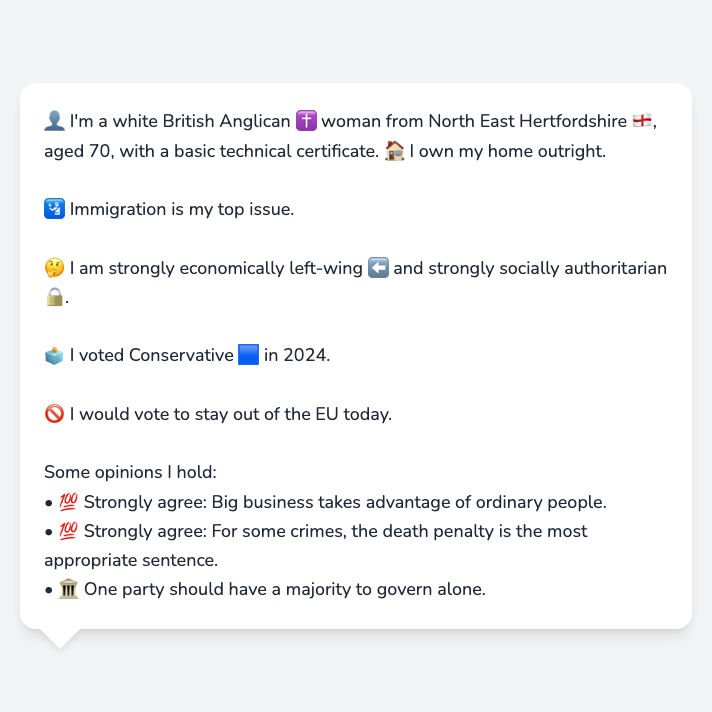 👤 I'm a white British Anglican ✝️ woman from North East Hertfordshire 🏴󠁧󠁢󠁥󠁮󠁧󠁿,
aged 70, with a basic technical certificate. 🏠 I own my home outright.
🛂 Immigration is my top issue.
🤔 I am strongly economically left-wing ⬅️ and strongly socially authoritarian
🔒.
🗳️ I voted Conservative 🟦 in 2024.
🚫 I would vote to stay out of the EU today.
Some opinions I hold:
• 💯 Strongly agree: Big business takes advantage of ordinary people.
• 💯 Strongly agree: For some crimes, the death penalty is the most
appropriate sentence.
• 🏛️ One party should have a majority to govern alone.